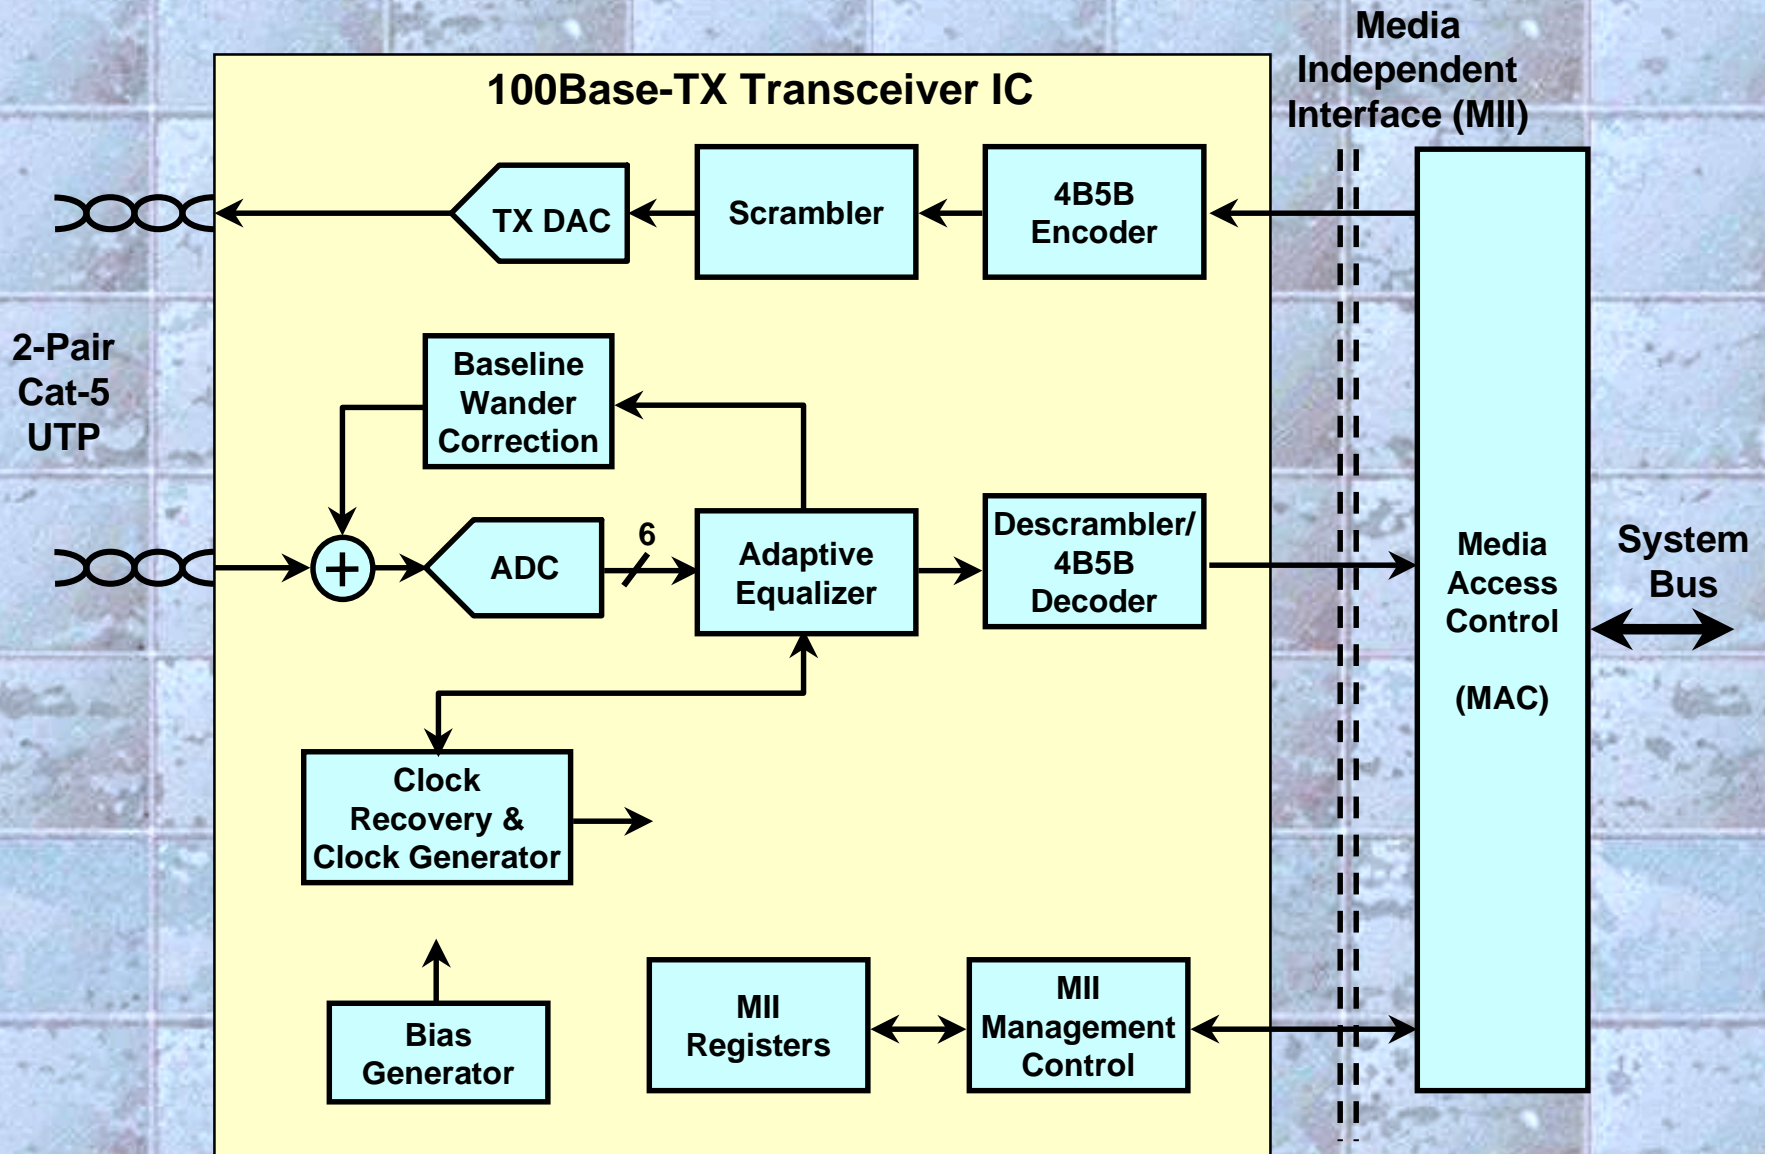 Media
Independent
Interface (MII)
100Base-TX Transceiver IC
TX DAC
Scrambler
4B5B
Encoder
2-Pair
Cat-5
UTP
Baseline
Wander
Correction
+
ADC
6
Adaptive
Equalizer
Descrambler/
4B5B
Decoder
Media
Access
Control
(MAC)
System
Bus
Clock
Recovery &
Clock Generator
Bias
Generator
MII
Registers
MII
Management
Control